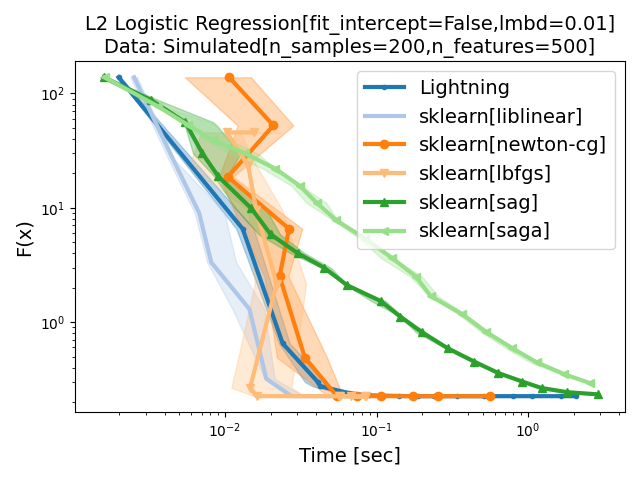 L2 Logistic Regression[fit_intercept=False,lmbd=0.01]
Data: Simulated[n_samples=200,n_features=500]
Lightning
sklearn[liblinear]
sklearn[newton-cg]
sklearn[lbfgs]
sklearn[sag]
sklearn[saga]
F(x)
10²
10¹
10⁰
10⁻² 10⁻¹ 10⁰
Time [sec]